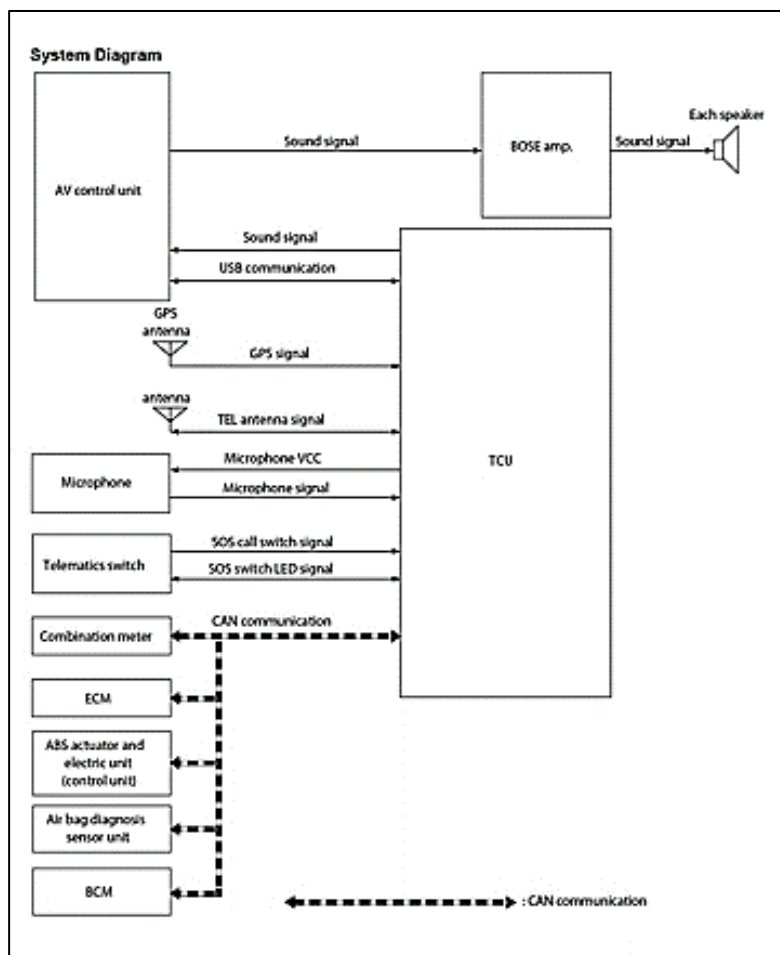 System Diagram
Each speaker
Sound signal
BOSE amp.
Sound signal
AV control unit
Sound signal
USB communication
GPS
antenna
GPS signal
antenna
TEL antenna signal
TCU
Microphone VCC
Microphone
Microphone signal
SOS call switch signal
Telematics switch
SOS switch LED signal
CAN communication
Combination meter
ECM
ABS actuator and
electric unit
(control unit)
Air bag diagnosis
sensor unit
BCM
: CAN communication